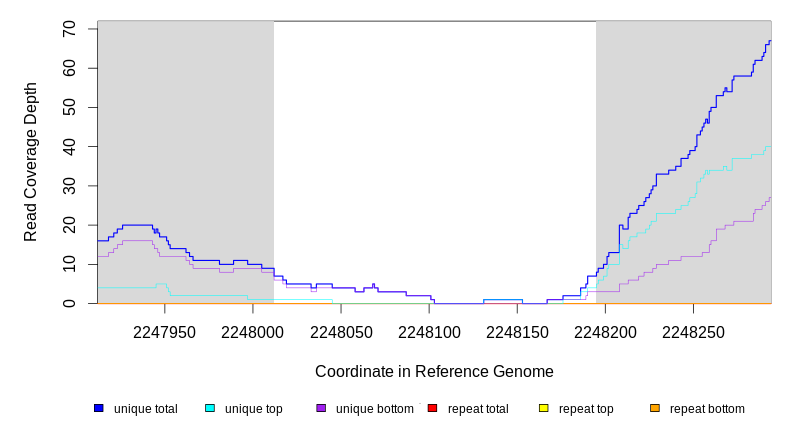 Read Coverage Depth
70
60
50
40
30
20
10
0
2247950 2248000 2248050 2248100 2248150 2248200 2248250
Coordinate in Reference Genome
unique total unique top unique bottom repeat total repeat top repeat bottom